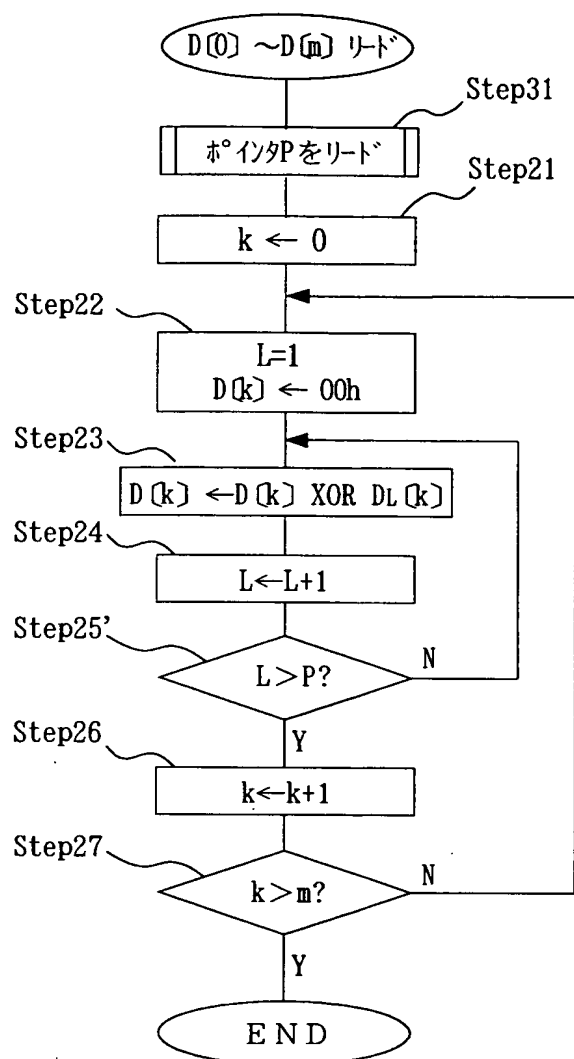 D〔0〕 ~D〔m〕 リード
Step31
ポインタPをリード
Step21
k ← 0
Step22
L=1
D〔k〕 ← 00h
Step23
D〔k〕 ←D〔k〕 XOR DL〔k〕
Step24
L←L+1
Step25'
L>P?
N
Y
Step26
k←k+1
Step27
k>m?
N
Y
END